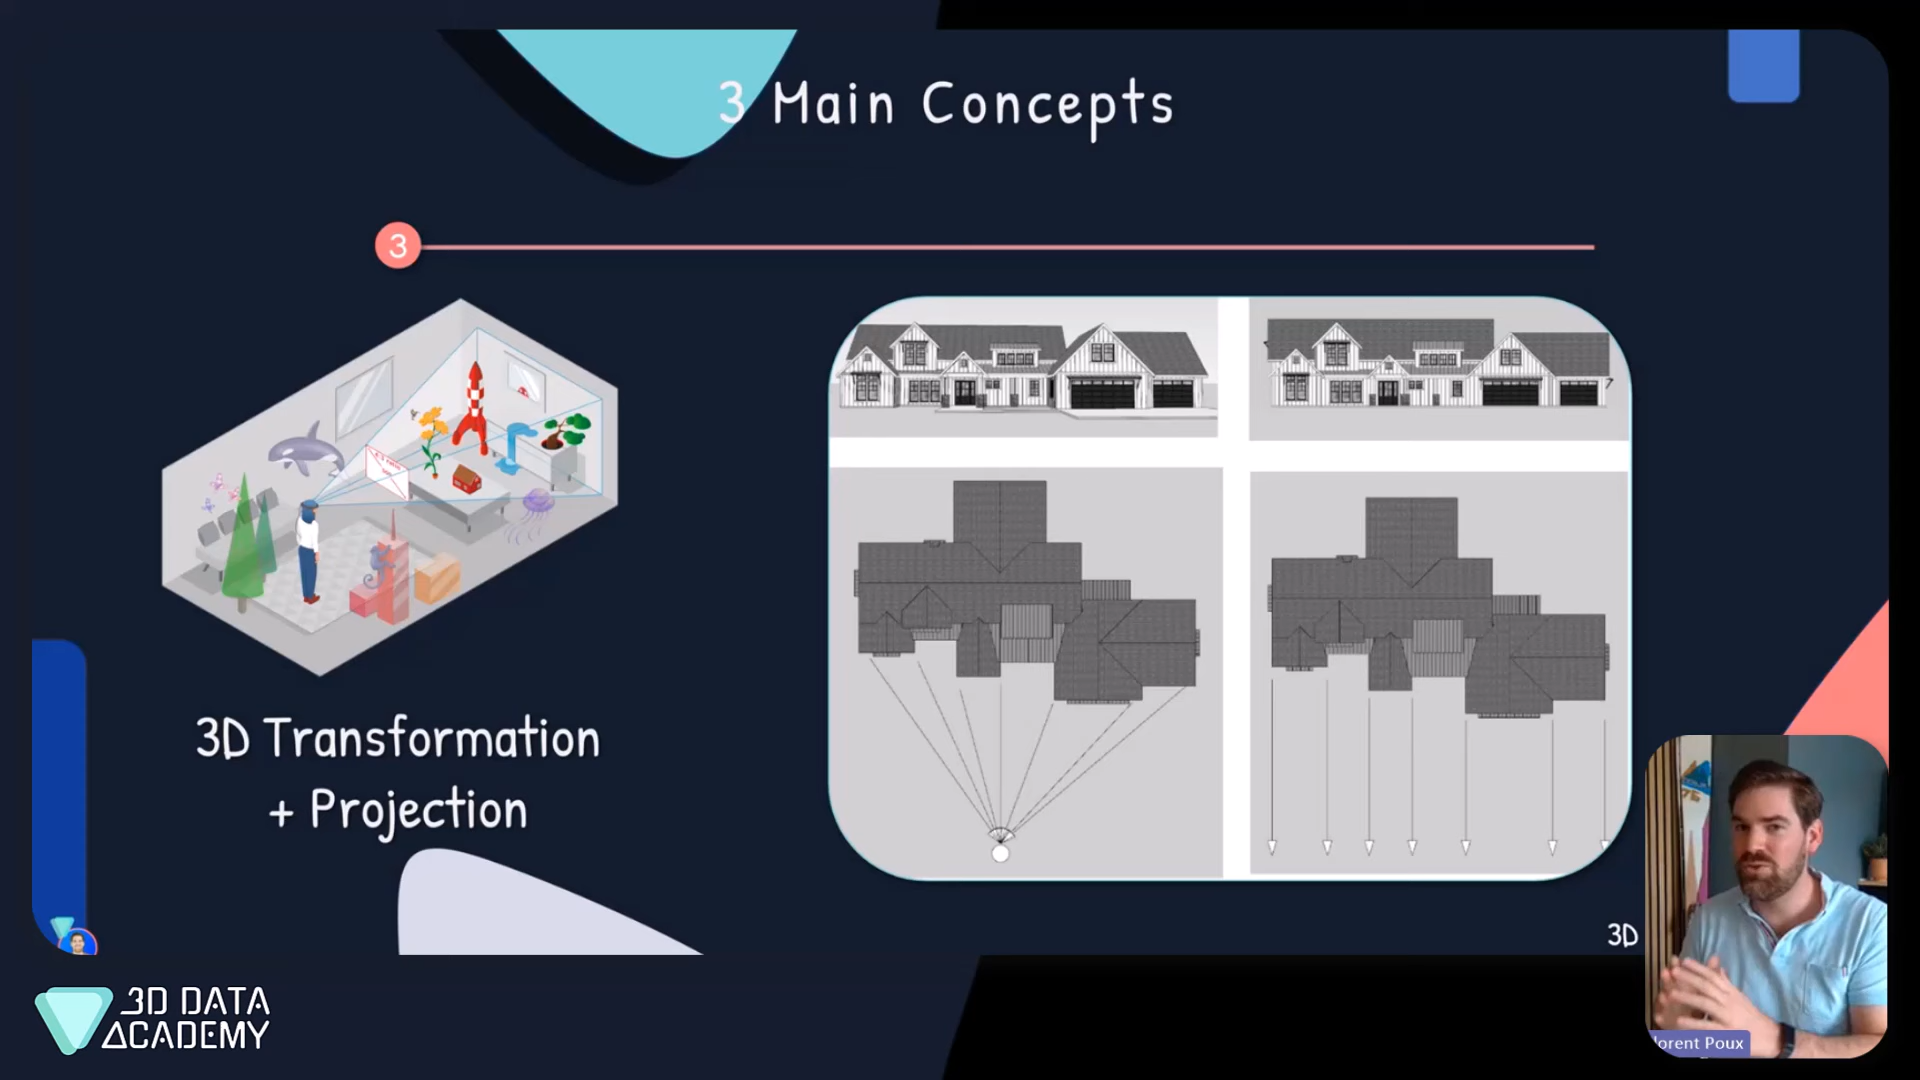 3 Main Concepts
3
3D Transformation
+ Projection
3D
3D DATA
ACADEMY
lorent Poux